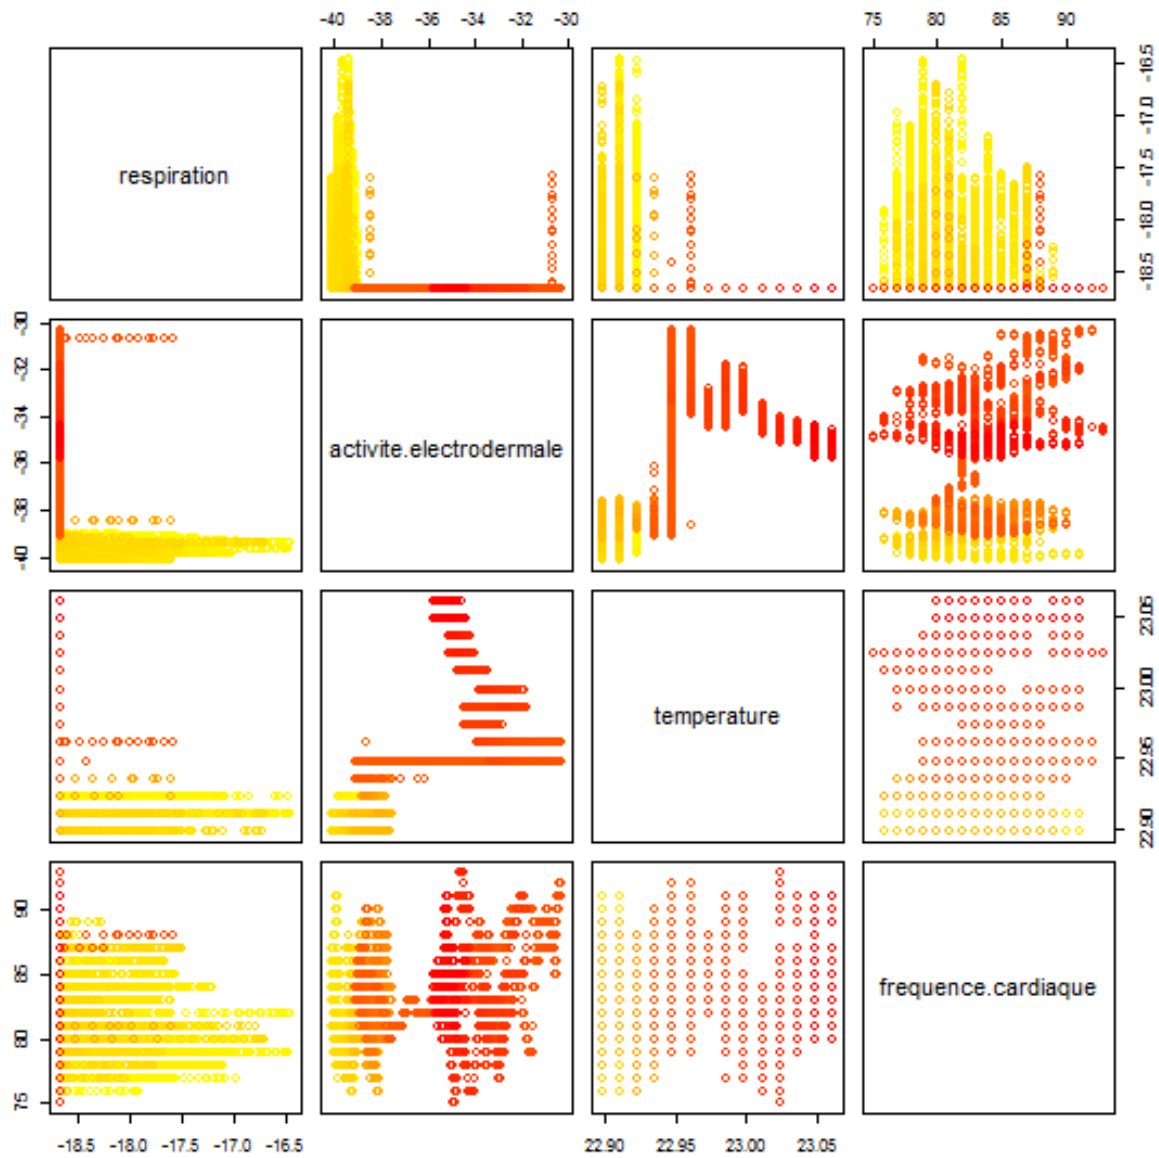 -40 -38 -36 -34 -32 -30
75 80 85 90
respiration
-18.5 -18.0 -17.5 -17.0 -16.5
-40 -38 -36 -34 -32 -30
activite.electrodermale
temperature
22.90 22.95 23.00 23.05
75 80 85 90
frequence.cardiaque
-18.5 -18.0 -17.5 -17.0 -16.5
22.90 22.95 23.00 23.05